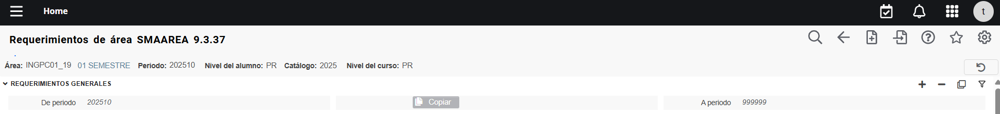 Home
t
Requerimientos de área SMAAREA 9.3.37
Área: INGPC01_19 01 SEMESTRE Periodo: 202510 Nivel del alumno: PR Catálogo: 2025 Nivel del curso: PR
REQUERIMIENTOS GENERALES
De periodo 202510 Copiar A periodo 999999